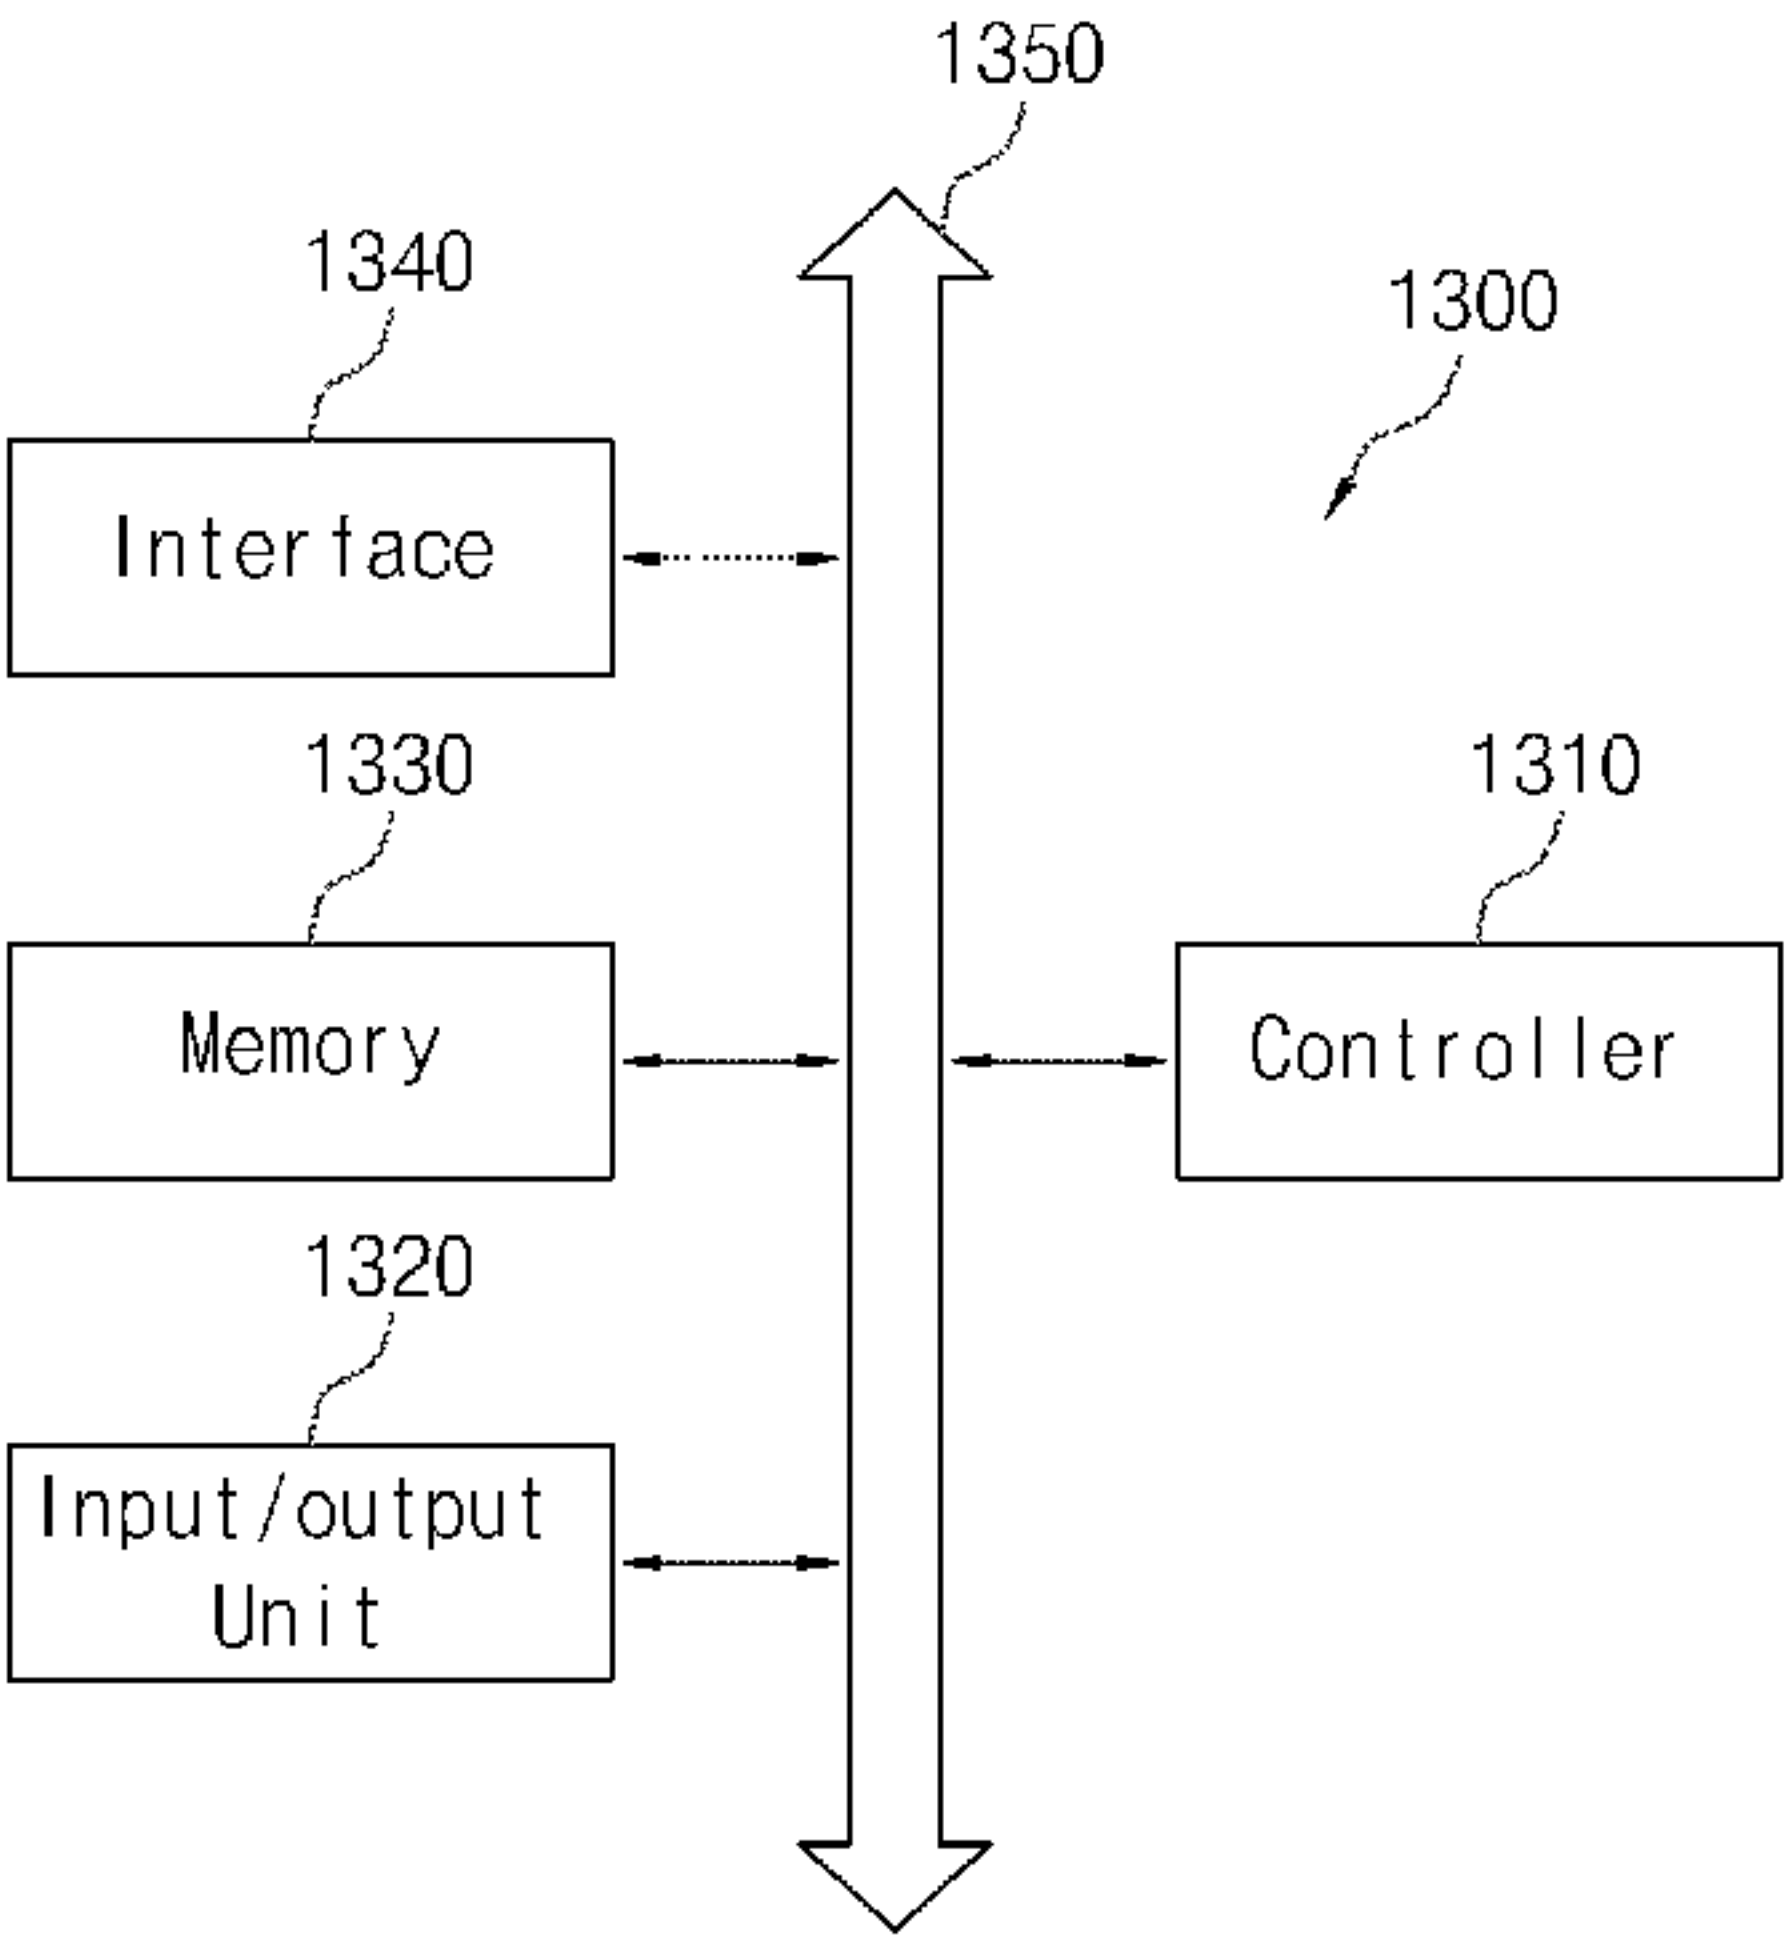 1350
1340
1300
Interface
1330
1310
Memory
Controller
1320
Input/output
Unit